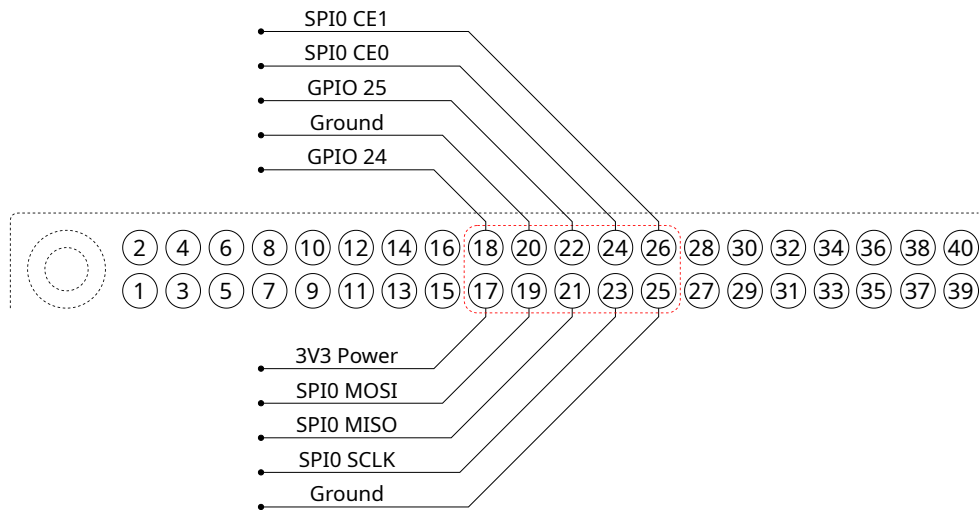 SPI0 CE1
SPI0 CE0
GPIO 25
Ground
GPIO 24
2 4 6 8 10 12 14 16 18 20 22 24 26 28 30 32 34 36 38 40
1 3 5 7 9 11 13 15 17 19 21 23 25 27 29 31 33 35 37 39
3V3 Power
SPI0 MOSI
SPI0 MISO
SPI0 SCLK
Ground